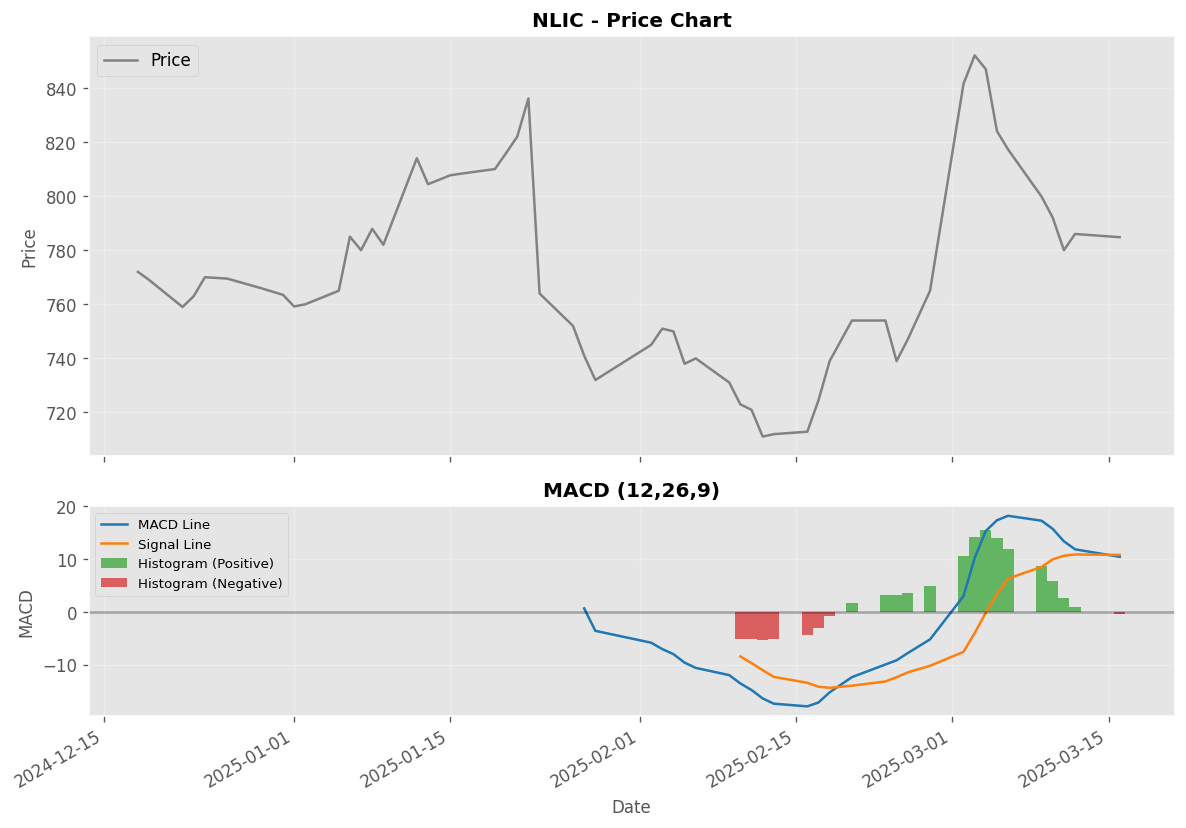 NLIC - Price Chart
Price
840
820
800
780
760
740
720
Price
MACD (12,26,9)
MACD Line
Signal Line
Histogram (Positive)
Histogram (Negative)
20
10
0
−10
MACD
2024-12-15
2025-01-01
2025-01-15
2025-02-01
2025-02-15
2025-03-01
2025-03-15
Date